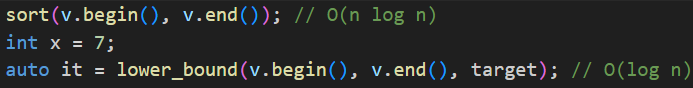 sort(v.begin(), v.end()); // O(n log n)
int x = 7;
auto it = lower_bound(v.begin(), v.end(), target); // O(log n)